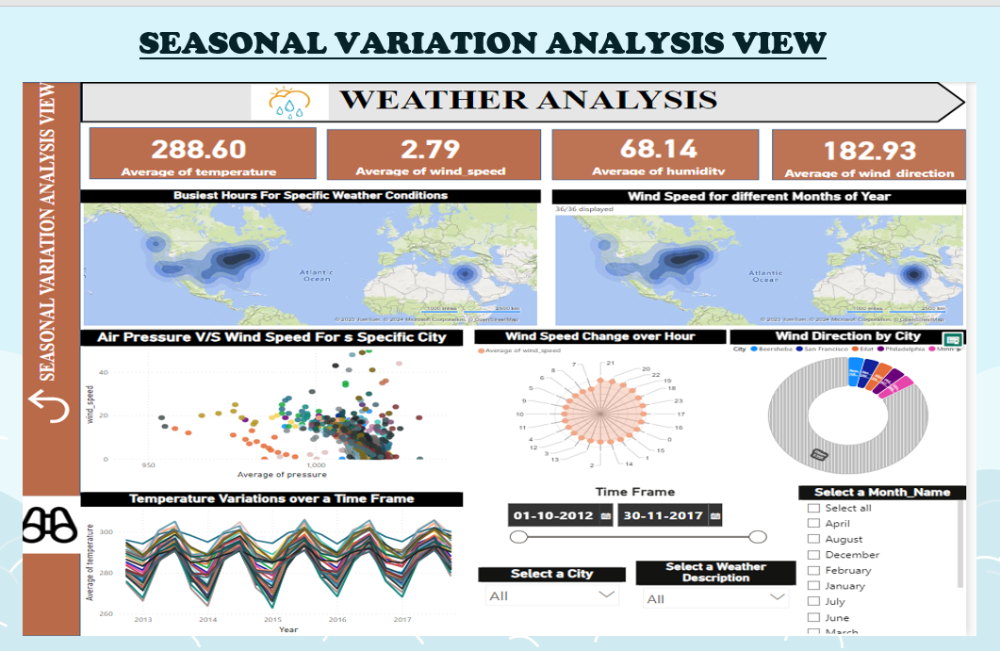 SEASONAL VARIATION ANALYSIS VIEW
SEASONAL VARIATION ANALYSIS VIEW
WEATHER ANALYSIS
288.60
Average of temperature
2.79
Average of wind_speed
68.14
Average of humidity
182.93
Average of wind_direction
Busiest Hours For Specific Weather Conditions
Atlantic
Ocean
1000 miles 2500 km
© 2023 TomTom, © 2024 Microsoft Corporation, © OpenStreetMap
Wind Speed for different Months of Year
36/36 displayed
Atlantic
Ocean
1000 miles 2500 km
© 2023 TomTom, © 2024 Microsoft Corporation, © OpenStreetMap
Air Pressure V/S Wind Speed For s Specific City
wind_speed
40
20
0
950 1,000
Average of pressure
Wind Speed Change over Hour
Average of wind_speed
21
20
22
19
18
23
17
16
0
15
1
14
2
13
3
12
4
11
10
9
5
8
6
7
Wind Direction by City
City Beersheba San Francisco Eilat Philadelphia Minn
Temperature Variations over a Time Frame
Average of temperature
300
280
260
2013 2014 2015 2016 2017
Year
Time Frame
01-10-2012 30-11-2017
Select a City
All
Select a Weather
Description
All
Select a Month_Name
Select all
April
August
December
February
January
July
June
March